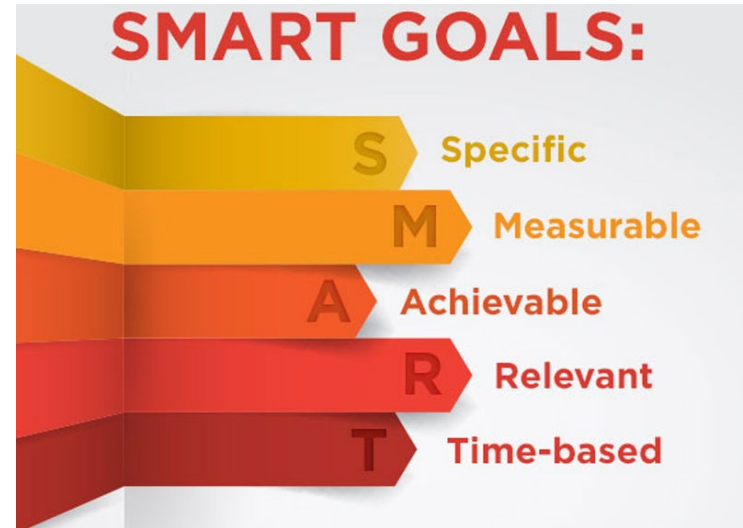 SMART GOALS:
S Specific
M Measurable
A Achievable
R Relevant
T Time-based